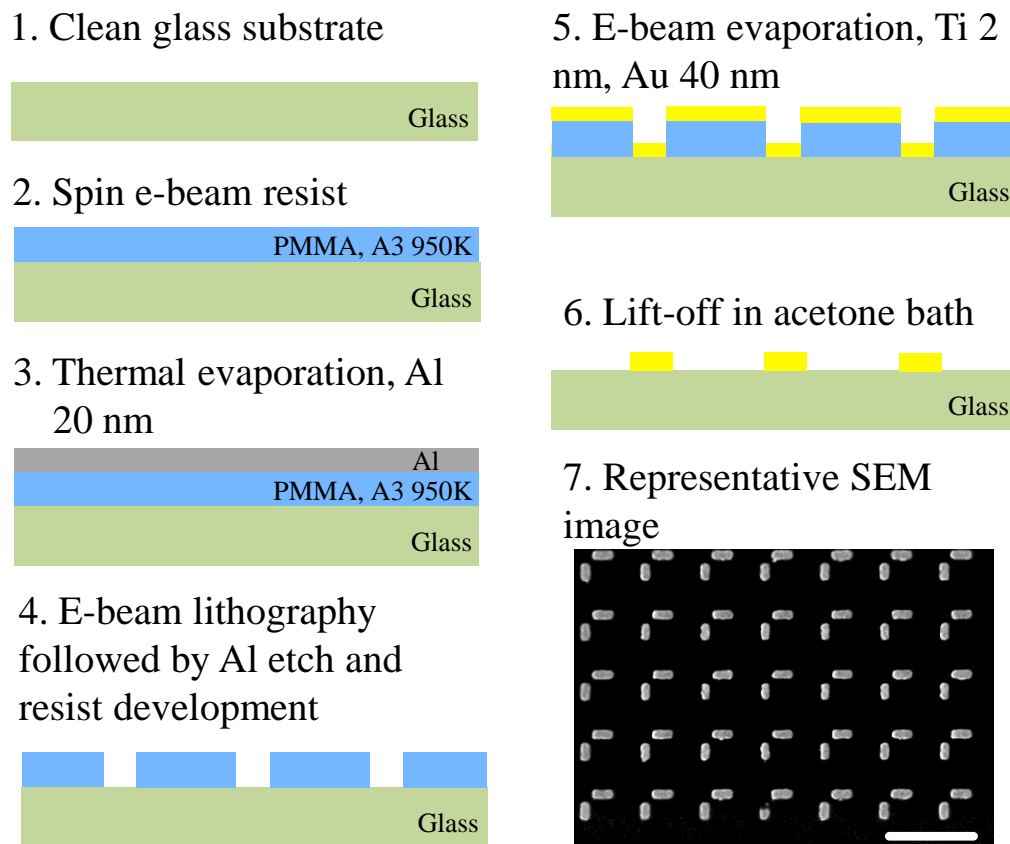 1. Clean glass substrate
Glass
2. Spin e-beam resist
PMMA, A3 950K
Glass
3. Thermal evaporation, Al
20 nm
Al
PMMA, A3 950K
Glass
4. E-beam lithography
followed by Al etch and
resist development
Glass
5. E-beam evaporation, Ti 2
nm, Au 40 nm
Glass
6. Lift-off in acetone bath
Glass
7. Representative SEM
image